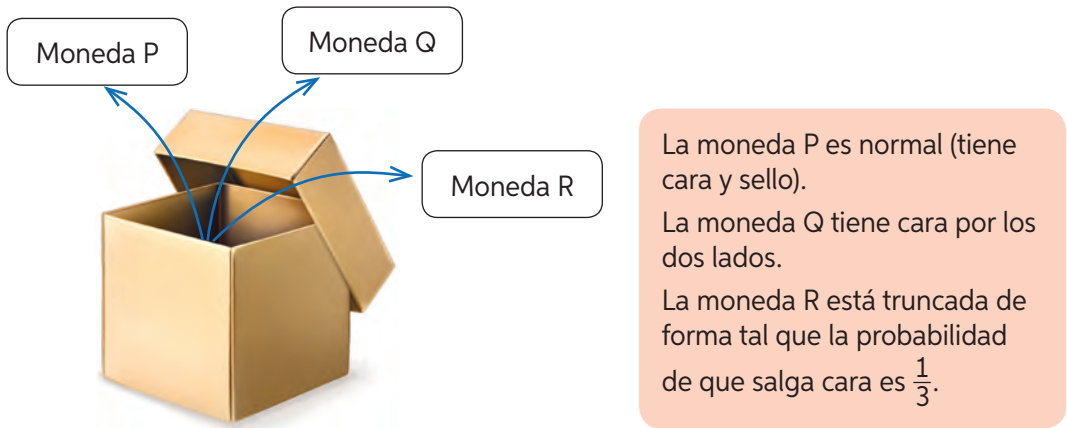 Moneda P
Moneda Q
Moneda R
La moneda P es normal (tiene
cara y sello).
La moneda Q tiene cara por los
dos lados.
La moneda R está truncada de
forma tal que la probabilidad
de que salga cara es 1/3.